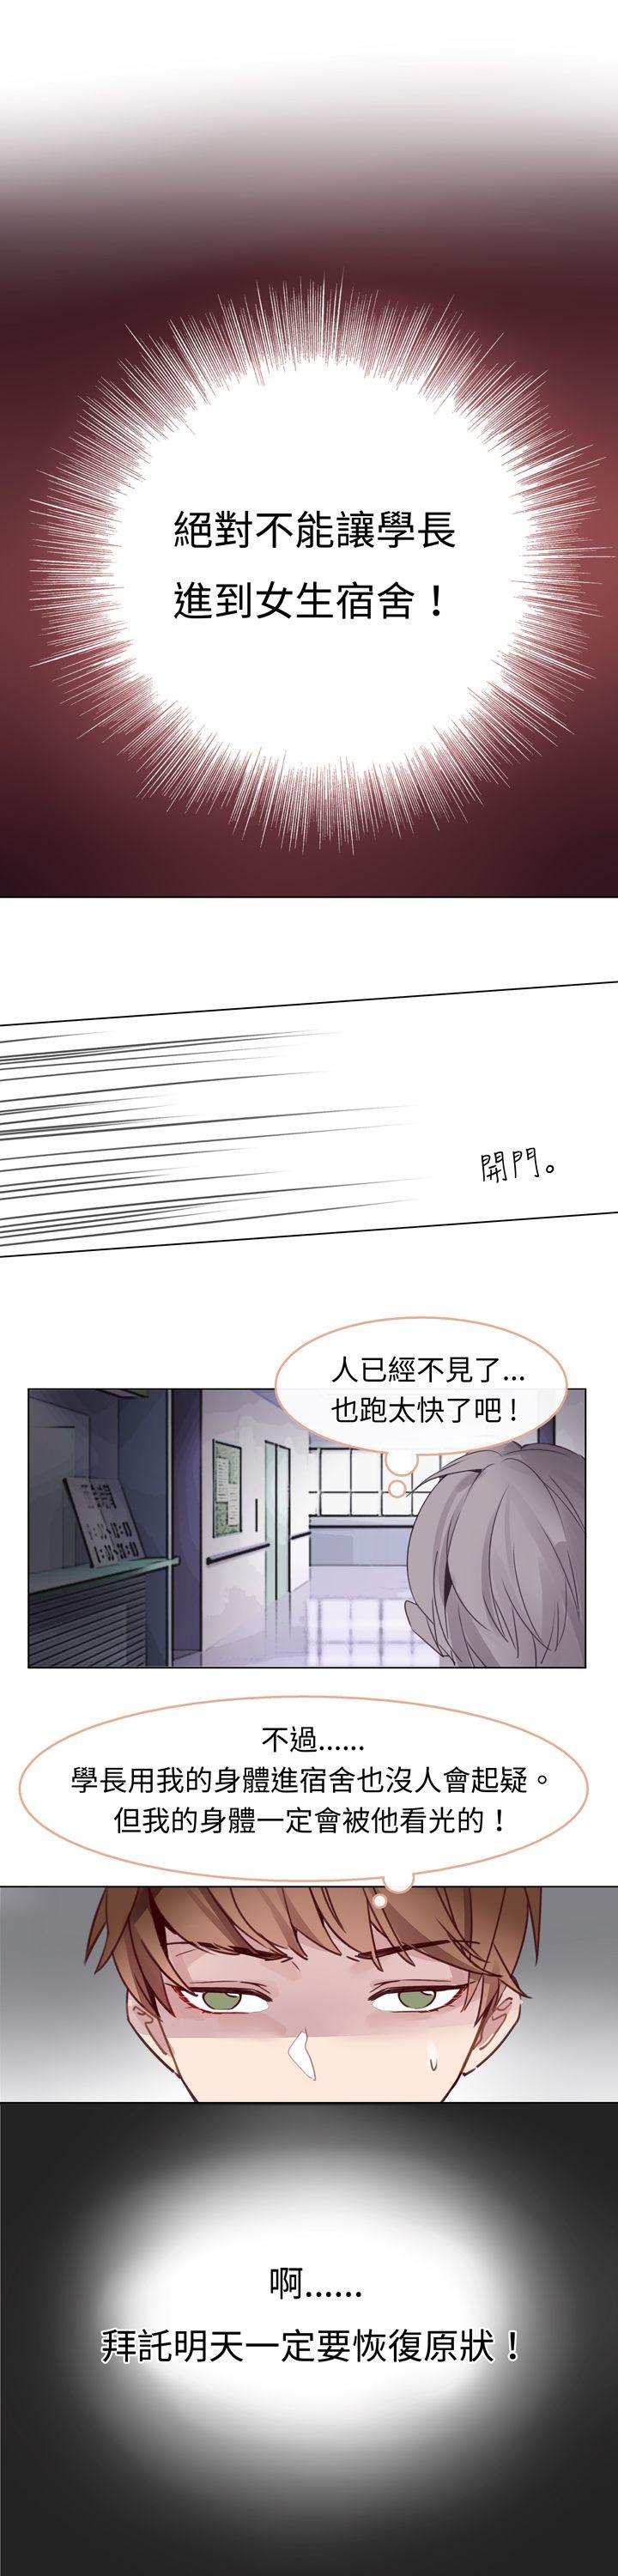 絕對不能讓學長
進到女生宿舍！
開門。
人已經不見了...
也跑太快了吧！
不過......
學長用我的身體進宿舍也沒人會起疑。
但我的身體一定會被他看光的！
啊......
拜託明天一定要恢復原狀！